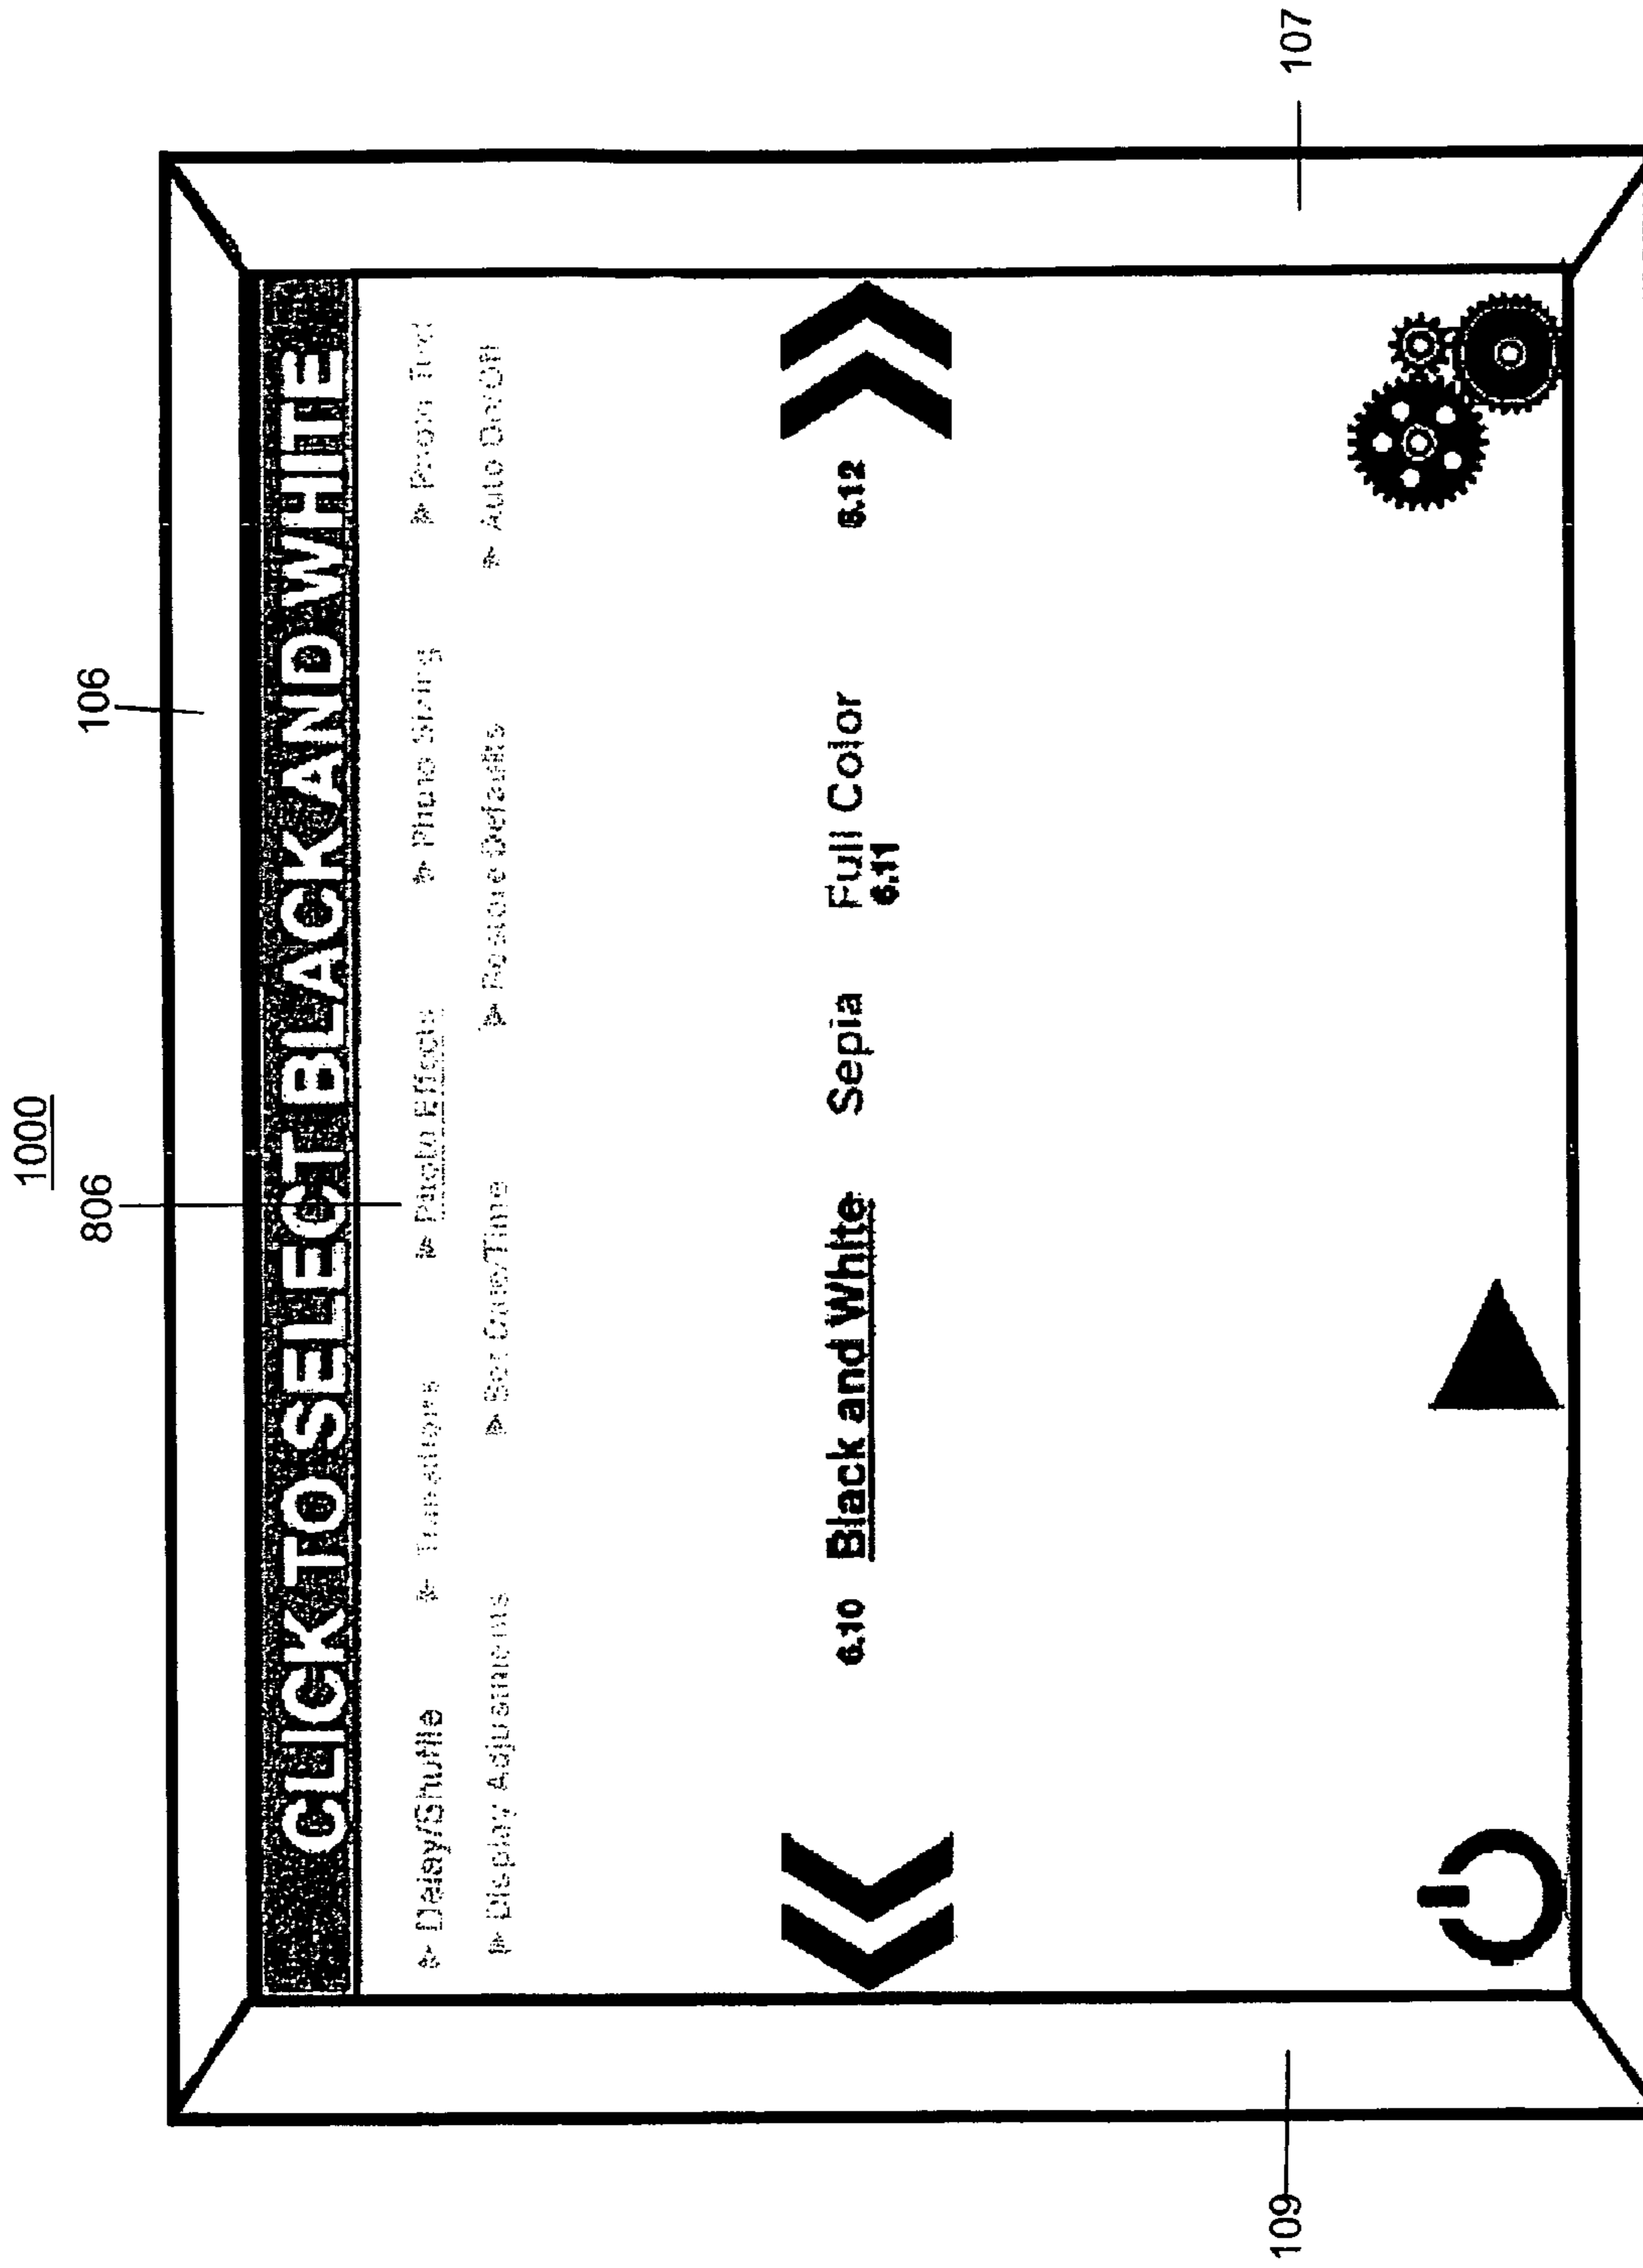 1000
806 106
CLICK TO SELECT BLACK AND WHITE
Delay/Shuffle Transitions Photo Effects Sizing
Display Adjustments Set Date/Time Restore Defaults Auto On/Off
6.10 Black and White Sepia Full Color 6.12
6.11
109 107